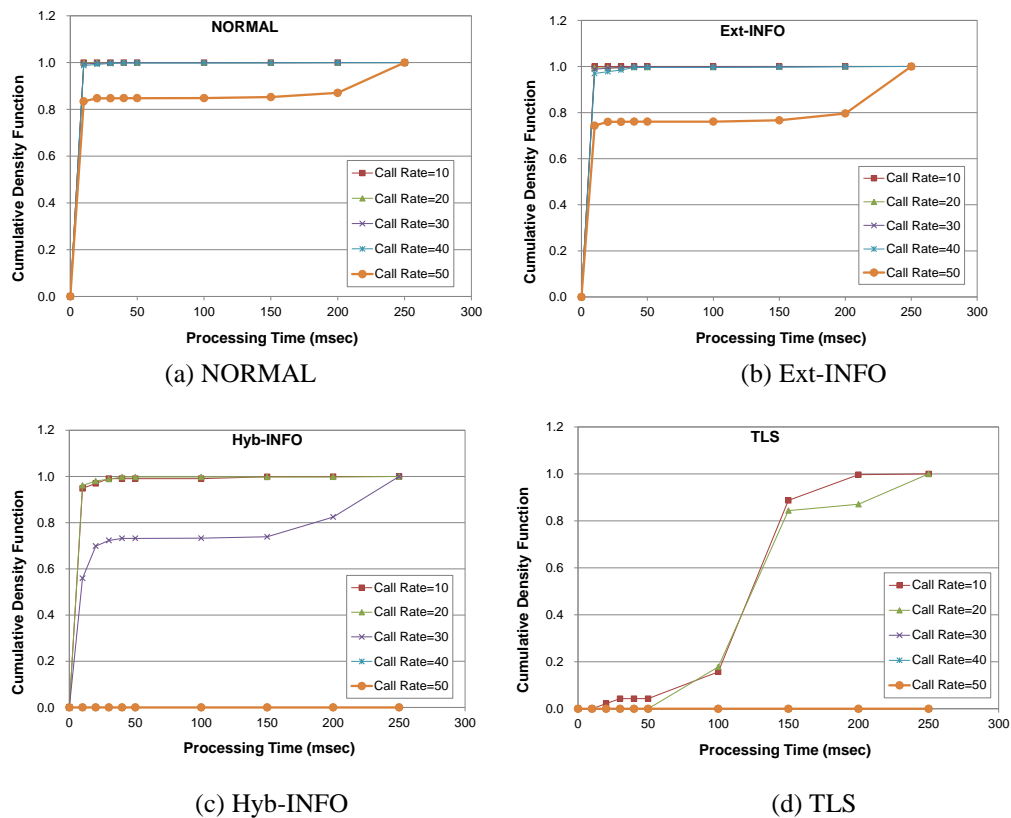 NORMAL
Cumulative Density Function
1.2
1.0
0.8
0.6
0.4
0.2
0.0
Call Rate=10
Call Rate=20
Call Rate=30
Call Rate=40
Call Rate=50
0 50 100 150 200 250 300
Processing Time (msec)
(a) NORMAL
Ext-INFO
Cumulative Density Function
1.2
1.0
0.8
0.6
0.4
0.2
0.0
Call Rate=10
Call Rate=20
Call Rate=30
Call Rate=40
Call Rate=50
0 50 100 150 200 250 300
Processing Time (msec)
(b) Ext-INFO
Hyb-INFO
Cumulative Density Function
1.2
1.0
0.8
0.6
0.4
0.2
0.0
Call Rate=10
Call Rate=20
Call Rate=30
Call Rate=40
Call Rate=50
0 50 100 150 200 250 300
Processing Time (msec)
(c) Hyb-INFO
TLS
Cumulative Density Function
1.2
1.0
0.8
0.6
0.4
0.2
0.0
Call Rate=10
Call Rate=20
Call Rate=30
Call Rate=40
Call Rate=50
0 50 100 150 200 250 300
Processing Time (msec)
(d) TLS